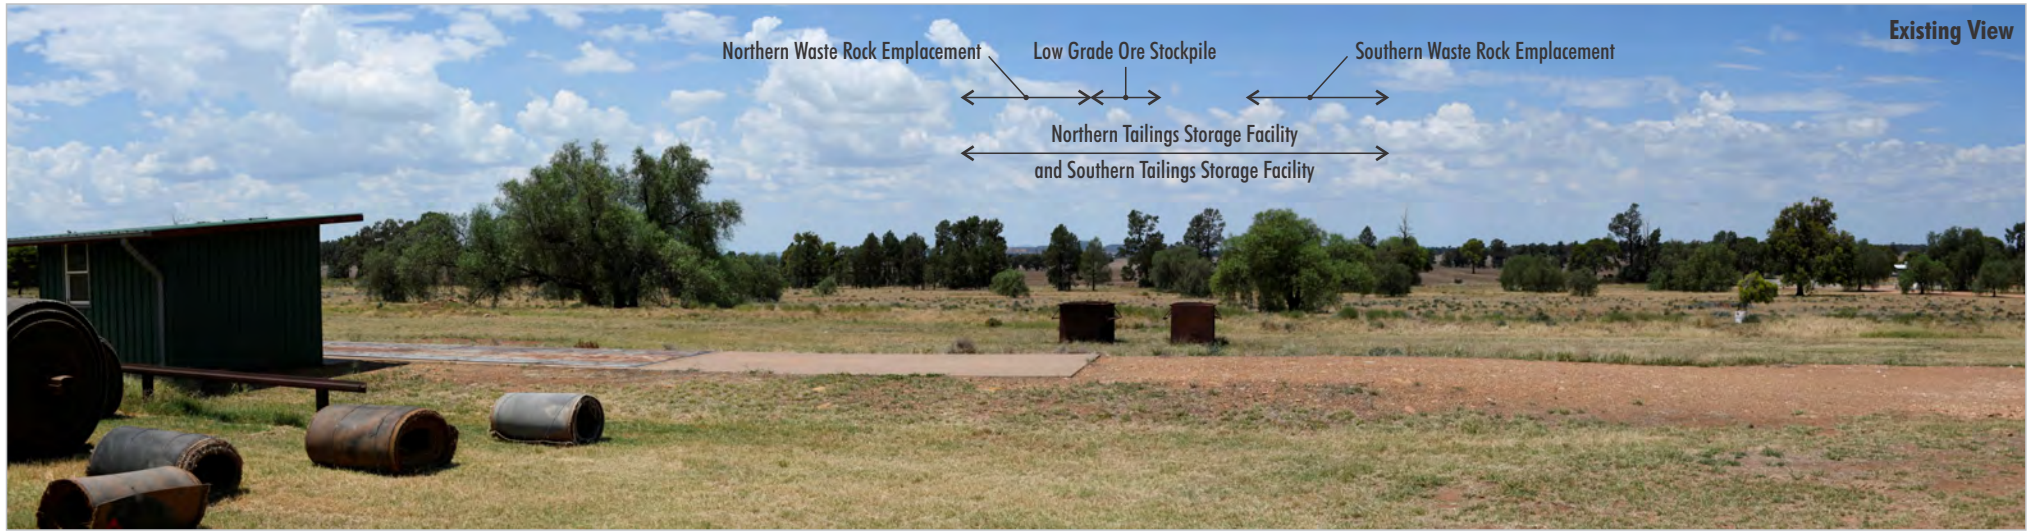 Existing View
Northern Waste Rock Emplacement
Low Grade Ore Stockpile
Southern Waste Rock Emplacement
Northern Tailings Storage Facility
and Southern Tailings Storage Facility